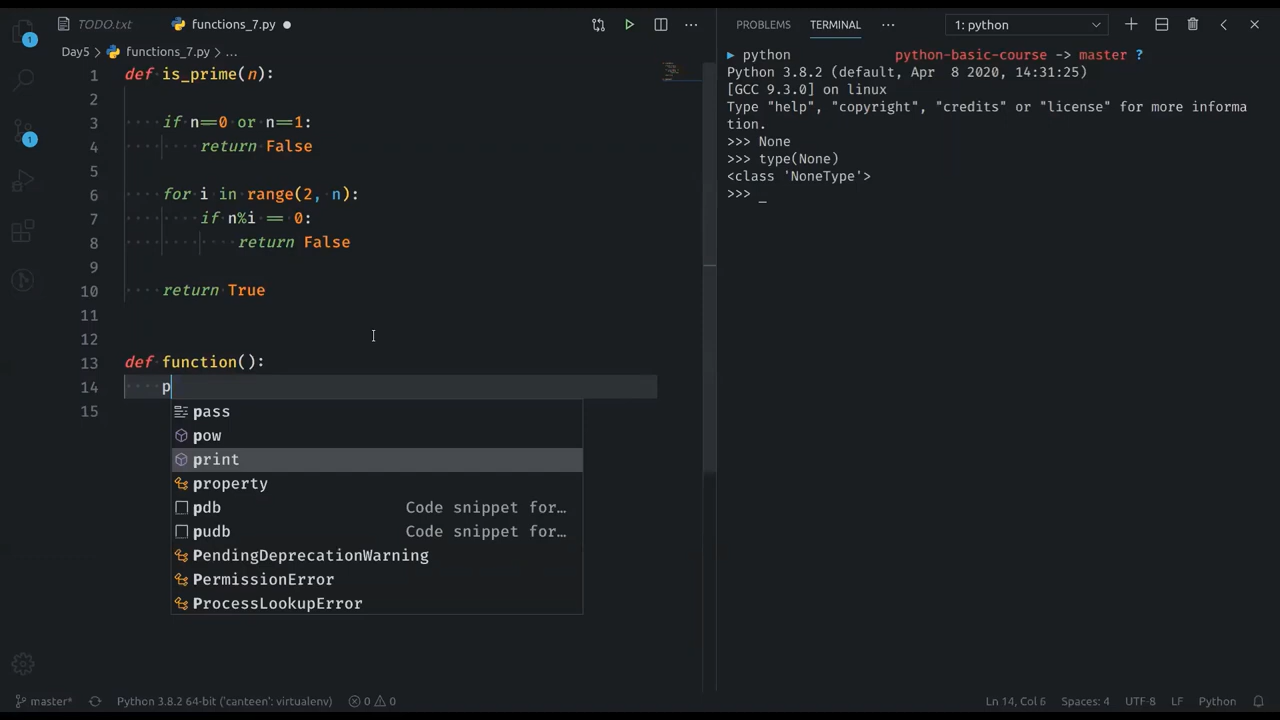 TODO.txt
functions_7.py
Day5 > functions_7.py > ...
1 def is_prime(n):
2
3 if n==0 or n==1:
4 return False
5
6 for i in range(2, n):
7 if n%i == 0:
8 return False
9
10 return True
11
12
13 def function():
14 p
15
pass
pow
print
property
pdb Code snippet for…
pudb Code snippet for…
PendingDeprecationWarning
PermissionError
ProcessLookupError
PROBLEMS TERMINAL ... 1: python
python python-basic-course -> master ?
Python 3.8.2 (default, Apr 8 2020, 14:31:25)
[GCC 9.3.0] on linux
Type "help", "copyright", "credits" or "license" for more informa
tion.
>>> None
>>> type(None)
<class 'NoneType'>
>>> _
1
1
master* Python 3.8.2 64-bit ('canteen': virtualenv) 0 0 Ln 14, Col 6 Spaces: 4 UTF-8 LF Python